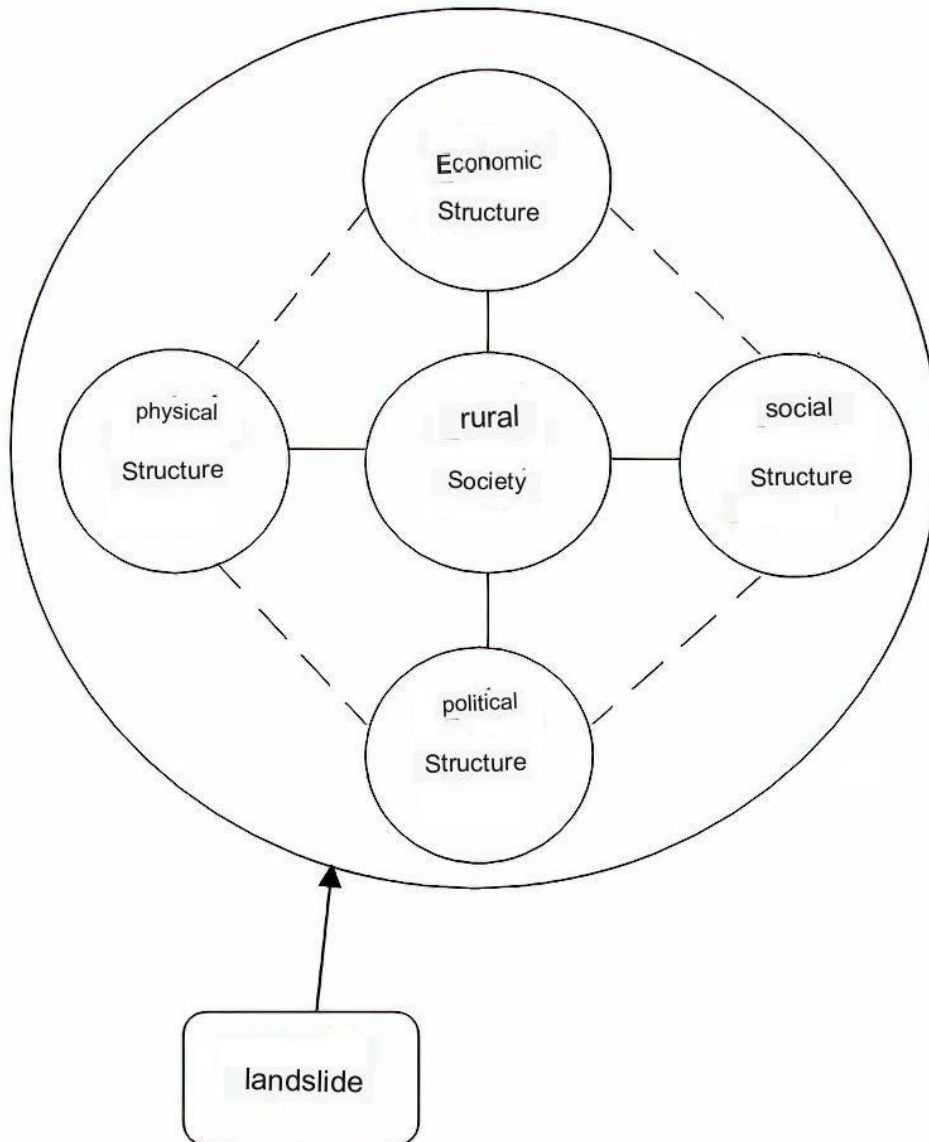 Economic
Structure
physical
Structure
rural
Society
social
Structure
political
Structure
landslide